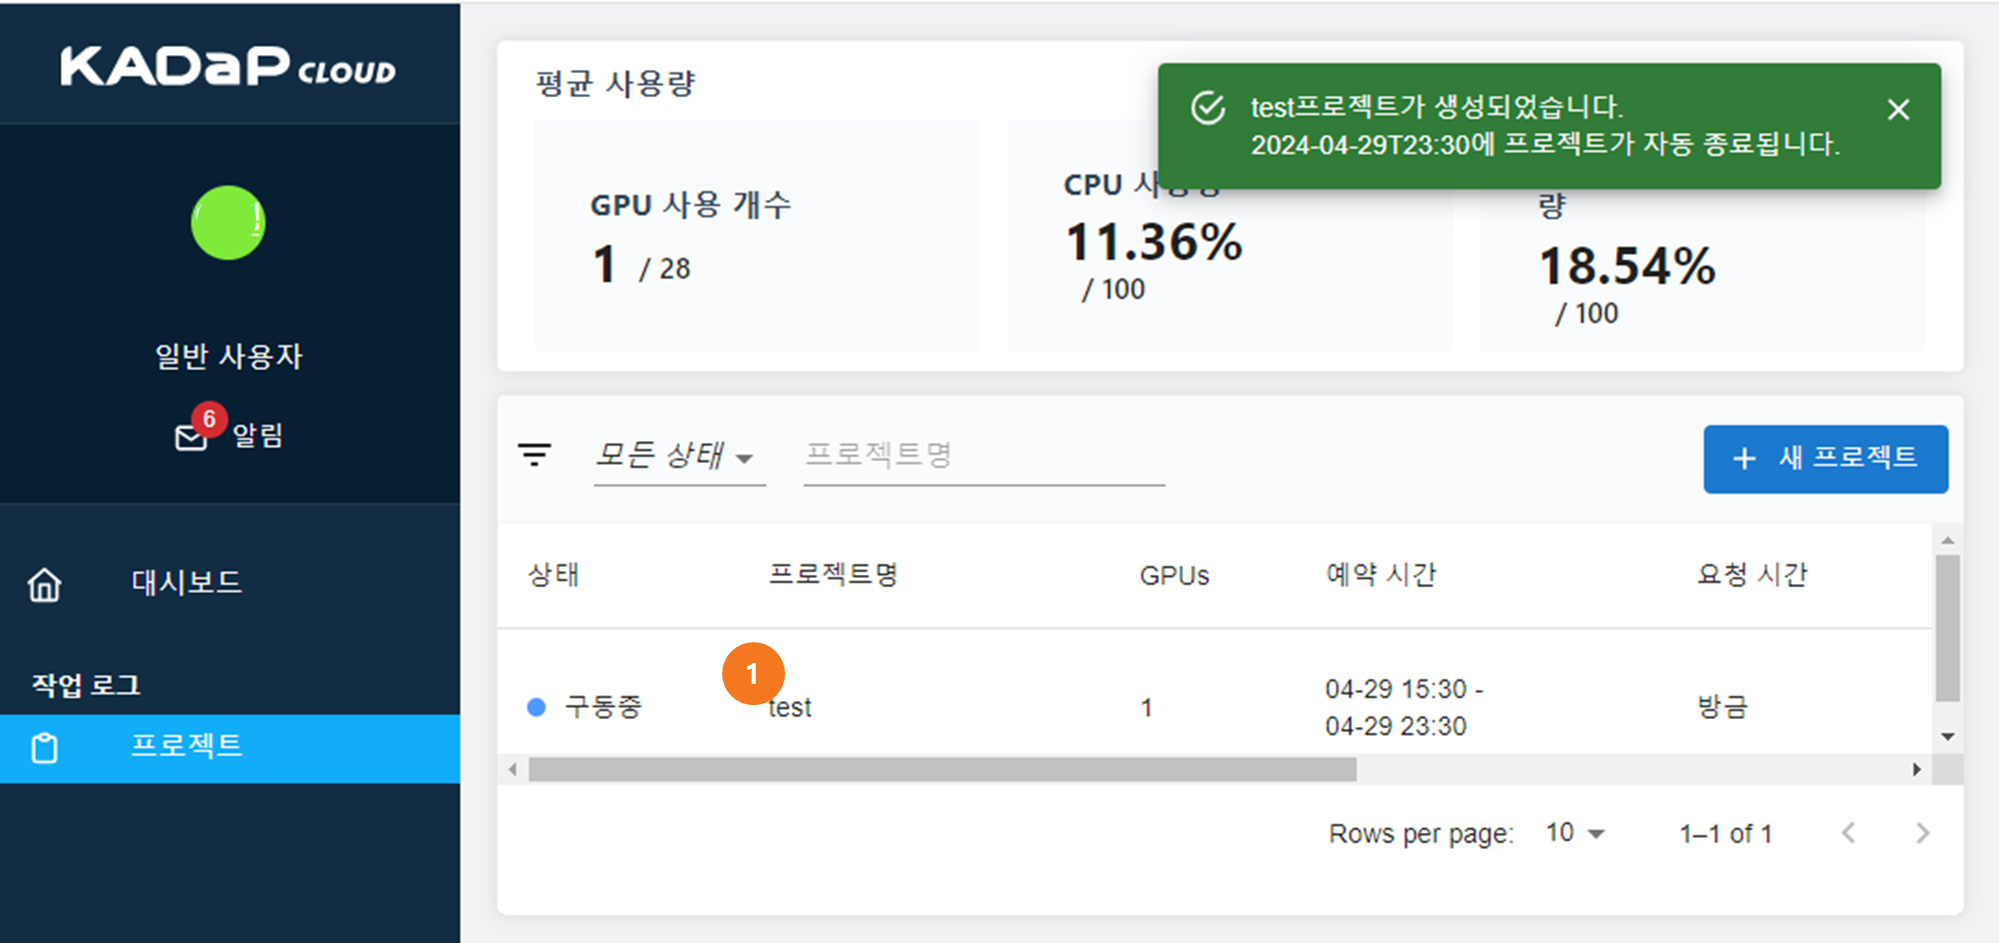 KADaP CLOUD
일반 사용자
6
알림
대시보드
작업 로그
프로젝트
평균 사용량
test프로젝트가 생성되었습니다.
2024-04-29T23:30에 프로젝트가 자동 종료됩니다.
GPU 사용 개수
1 / 28
CPU
11.36%
/ 100
량
18.54%
/ 100
모든 상태
프로젝트명
+ 새 프로젝트
상태 프로젝트명 GPUs 예약 시간 요청 시간
1
구동중 test 1 04-29 15:30 - 방금
04-29 23:30
Rows per page: 10 1–1 of 1